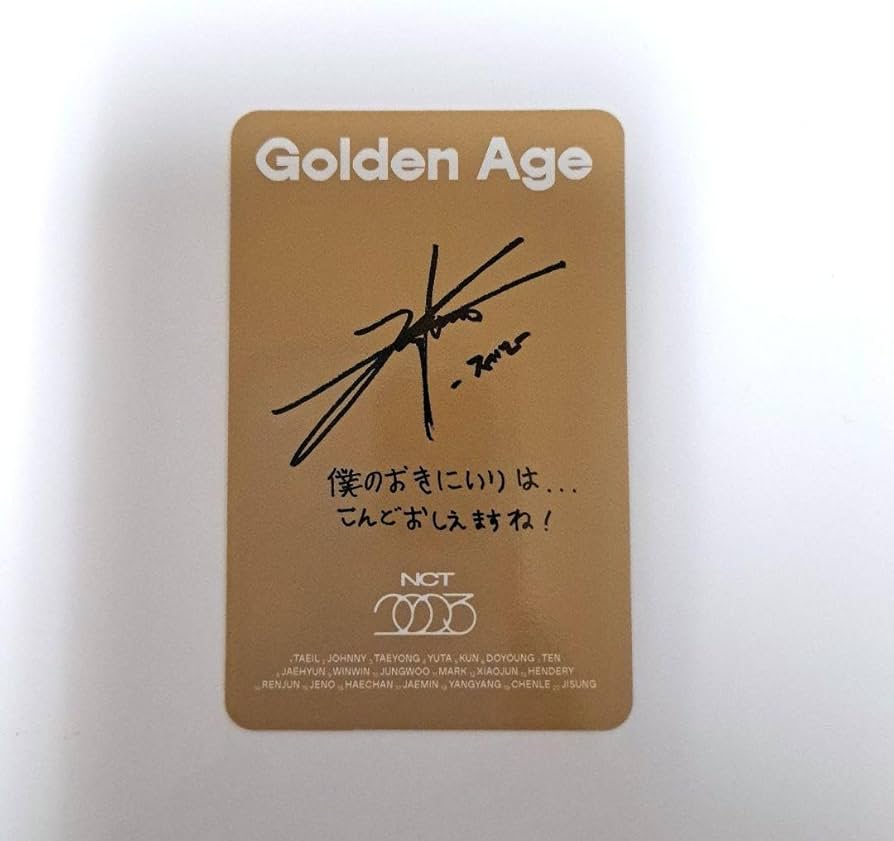 Golden Age
僕のおきにいりは...
こんどおしえますね!
NCT
2023
TAEIL JOHNNY TAEYONG YUTA KUN DOYOUNG TEN
JAEHYUN WINWIN JUNGWOO MARK XIAOJUN HENDERY
RENJUN JENO HAECHAN JAEMIN YANGYANG CHENLE JISUNG